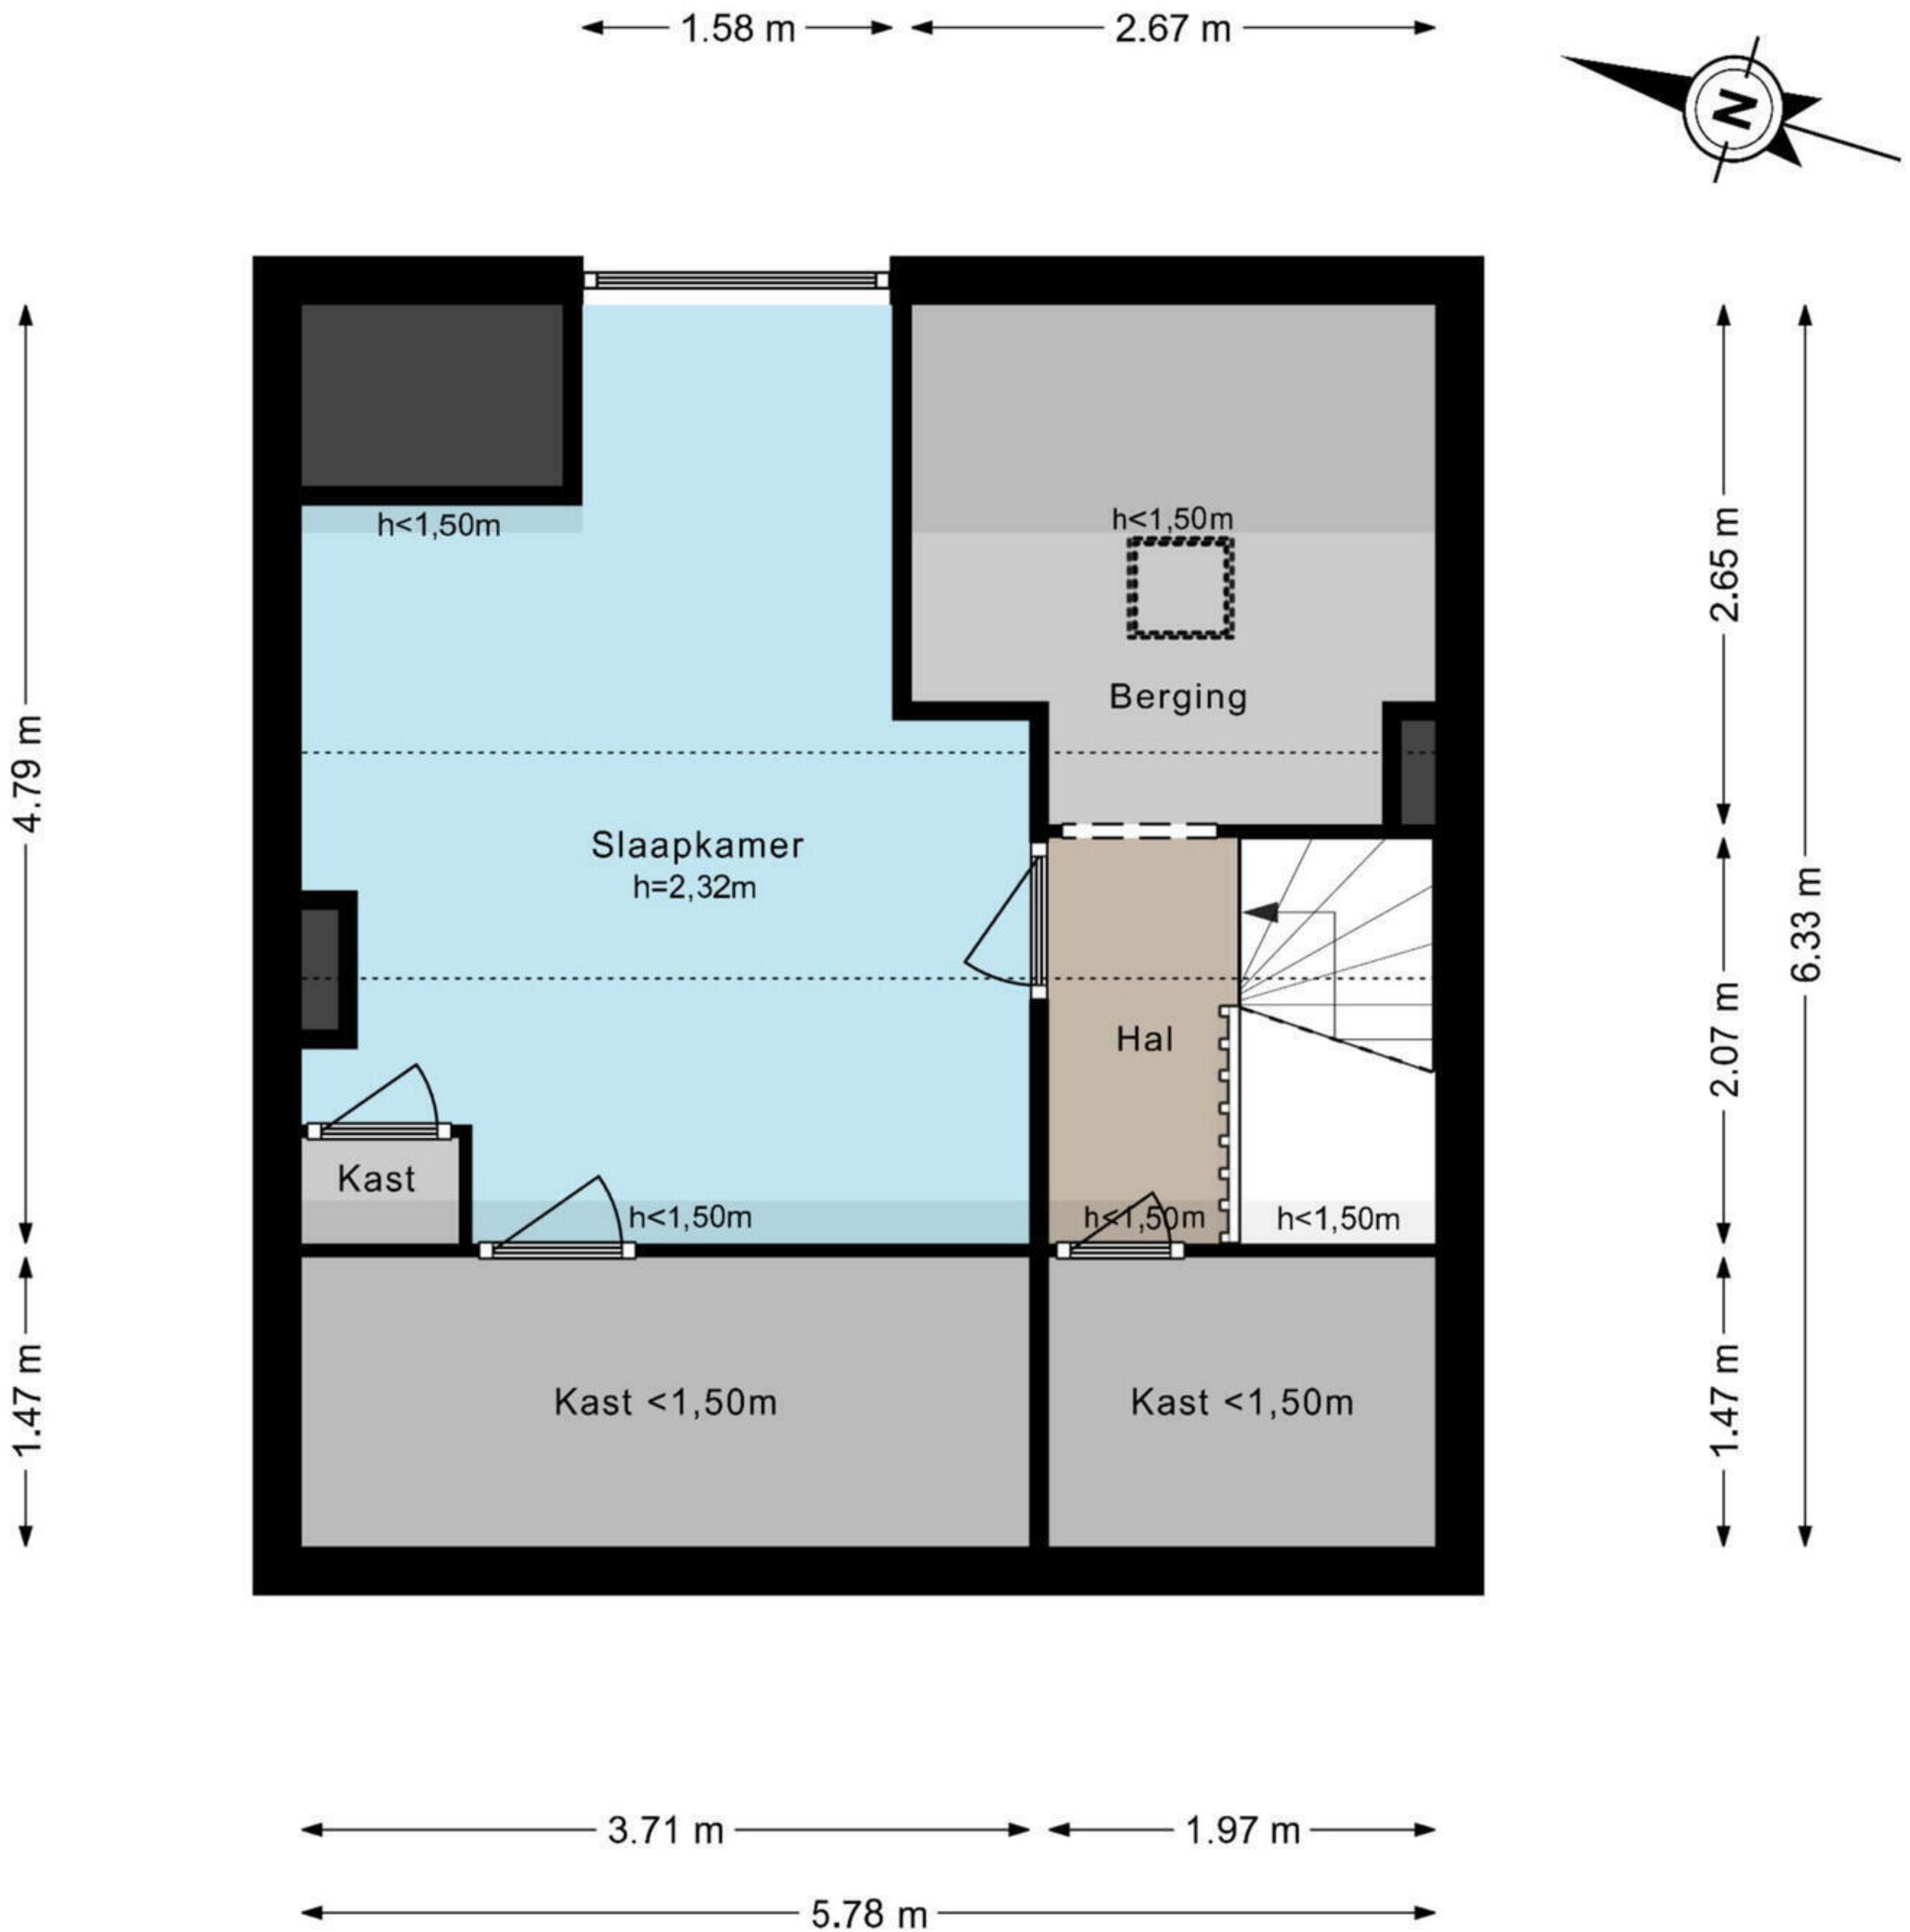 1.58 m
2.67 m
N
h<1,50m
h<1,50m
2.65 m
Berging
4.79 m
Slaapkamer
h=2,32m
6.33 m
Hal
2.07 m
Kast
h<1,50m
h<1,50m
h<1,50m
1.47 m
Kast <1,50m
Kast <1,50m
1.47 m
3.71 m
1.97 m
5.78 m